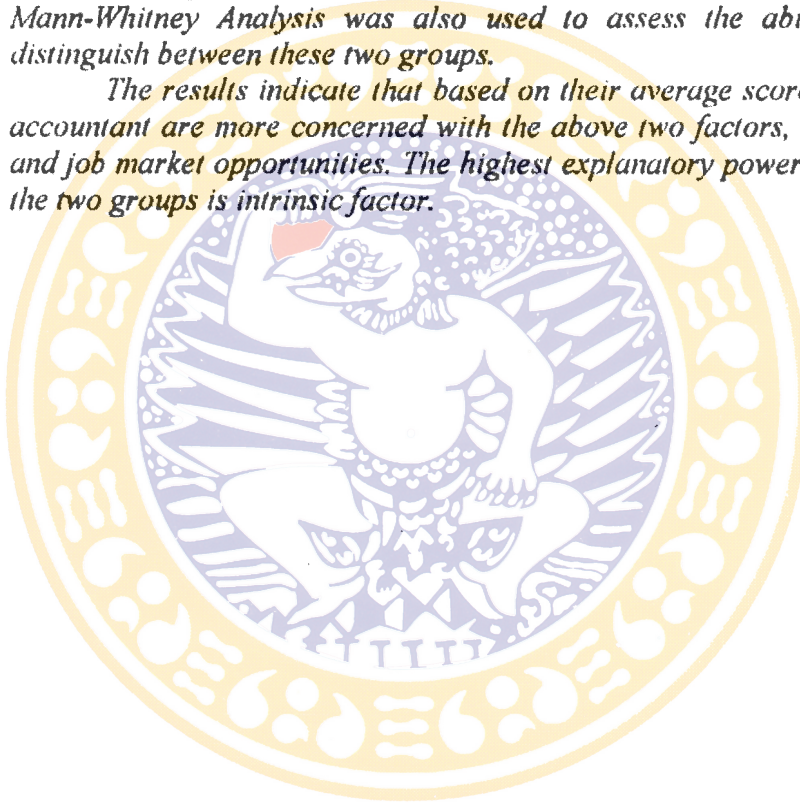 Mann-Whitney Analysis was also used to assess the
distinguish between these two groups.
The results indicate that based on their average
accountant are more concerned with the above two factors,
and job market opportunities. The highest explanatory power
the two groups is intrinsic factor.